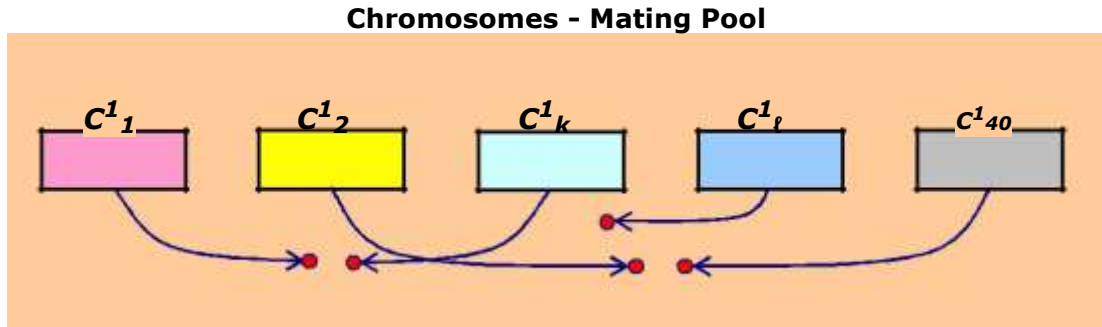 Chromosomes - Mating Pool
C¹₁ C¹₂ C¹ₖ C¹ℓ C¹₄₀